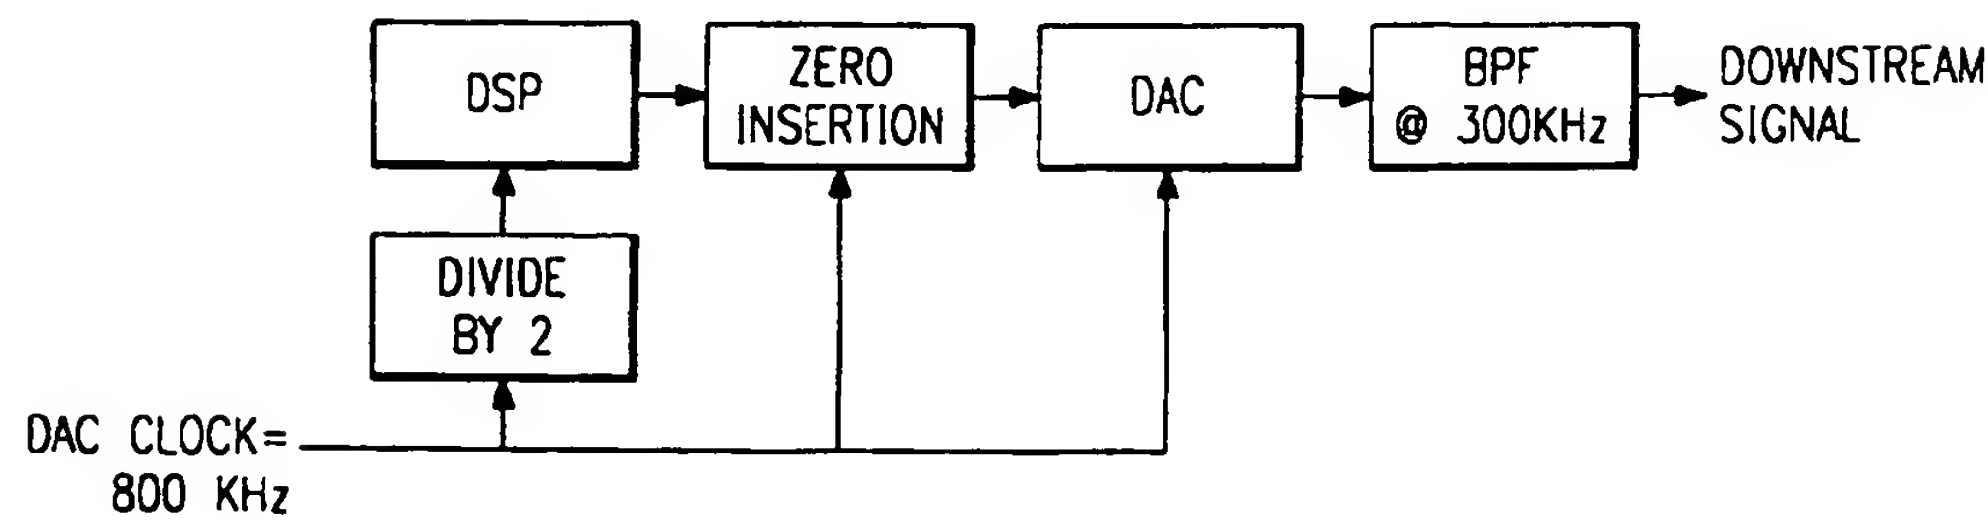 DSP
ZERO
INSERTION
DAC
BPF
@ 300KHz
DOWNSTREAM
SIGNAL
DIVIDE
BY 2
DAC CLOCK=
800 KHz